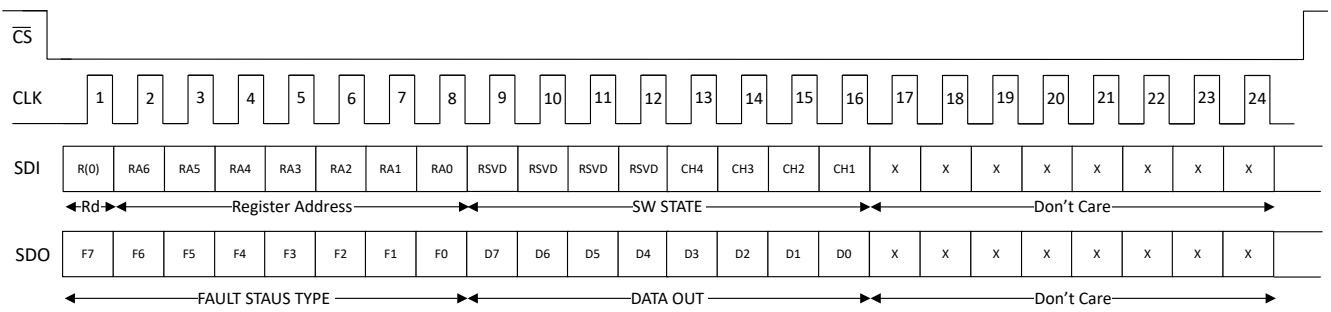 CS
CLK 1 2 3 4 5 6 7 8 9 10 11 12 13 14 15 16 17 18 19 20 21 22 23 24
SDI R(0) RA6 RA5 RA4 RA3 RA2 RA1 RA0 RSVD RSVD RSVD RSVD CH4 CH3 CH2 CH1 X X X X X X X X
Rd Register Address SW STATE Don't Care
SDO F7 F6 F5 F4 F3 F2 F1 F0 D7 D6 D5 D4 D3 D2 D1 D0 X X X X X X X X
FAULT STAUS TYPE DATA OUT Don't Care